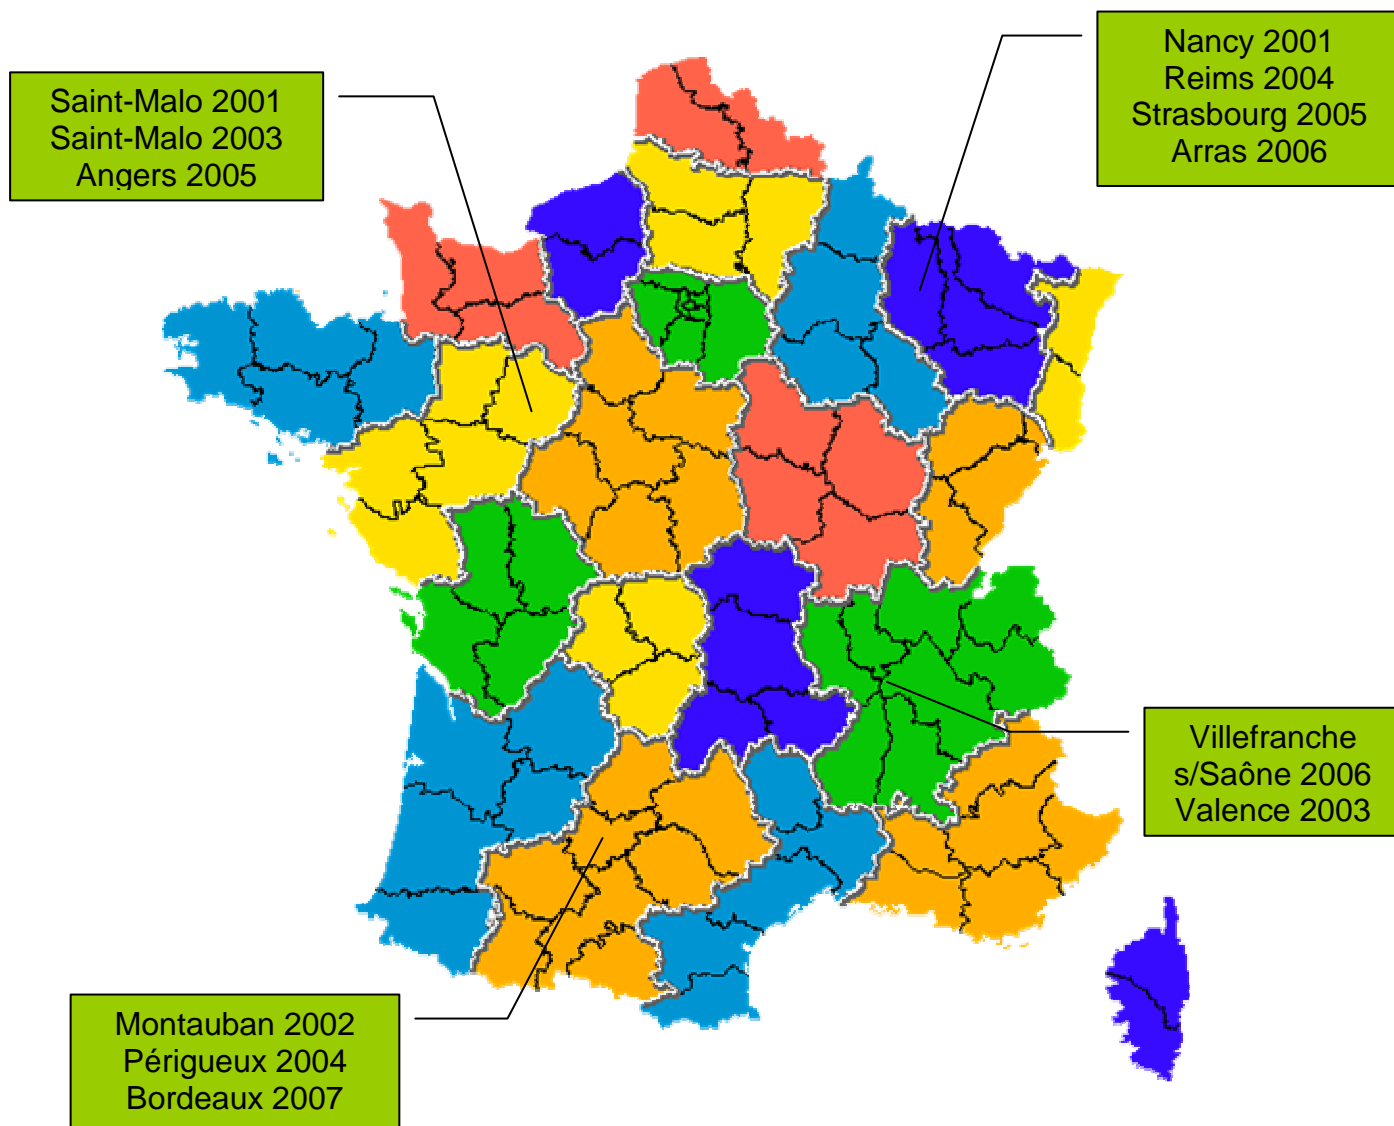 Saint-Malo 2001
Saint-Malo 2003
Angers 2005
Nancy 2001
Reims 2004
Strasbourg 2005
Arras 2006
Villefranche
s/Saône 2006
Valence 2003
Montauban 2002
Périgueux 2004
Bordeaux 2007